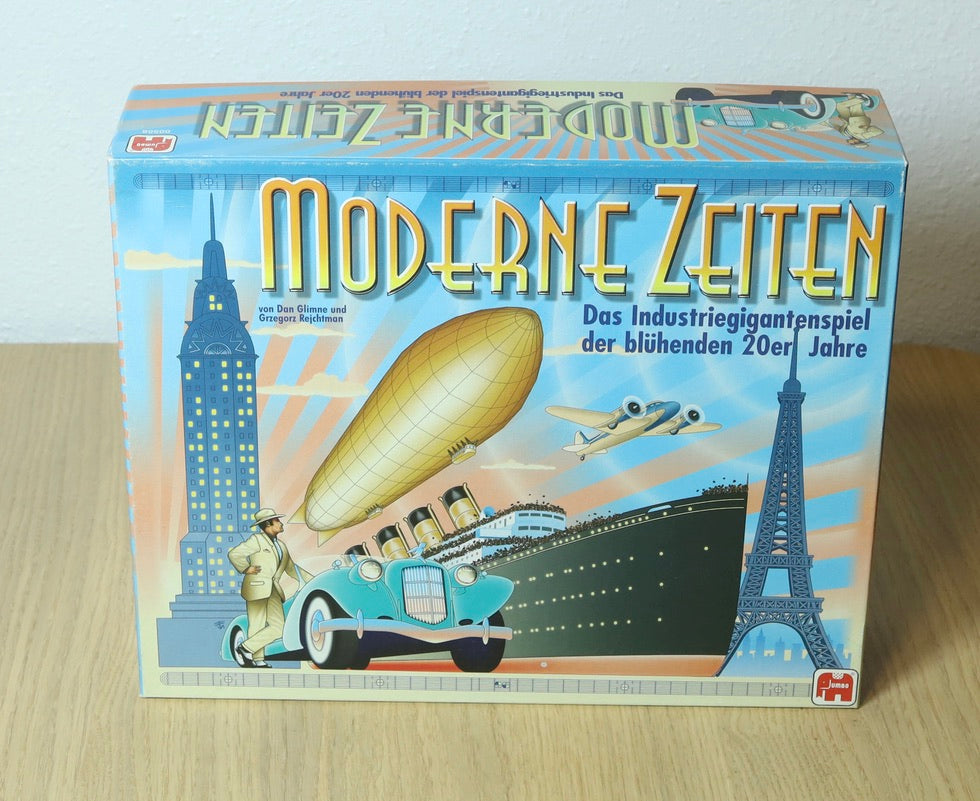 Das Industriegigantenspiel der blühenden 20er Jahre
MODERNE ZEITEN
Jumbo
MODERNE ZEITEN
von Dan Glimne und
Grzegorz Rejchtman
Das Industriegigantenspiel
der blühenden 20er Jahre
Jumbo